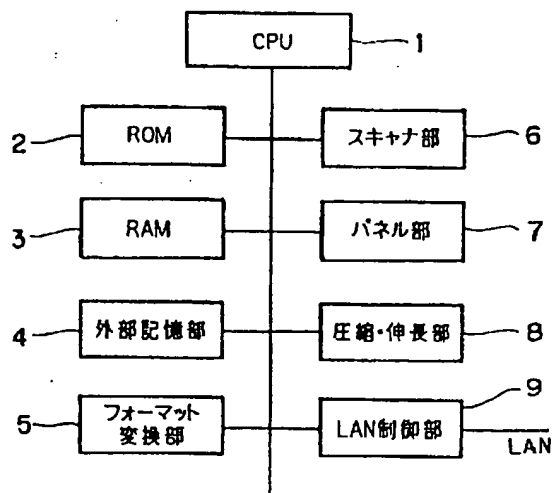 CPU
1
2
ROM
スキャナ部
6
3
RAM
パネル部
7
4
外部記憶部
圧縮・伸長部
8
5
フォーマット
変換部
LAN制御部
9
LAN